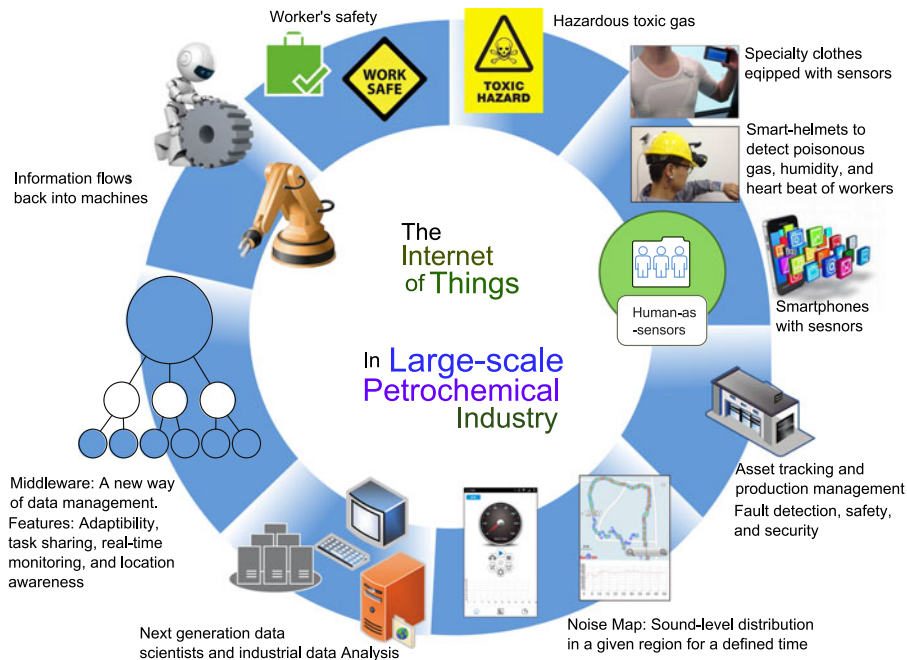 Worker's safety
Hazardous toxic gas
WORK
SAFE
TOXIC
HAZARD
Specialty clothes
eqipped with sensors
Smart-helmets to
detect poisonous
gas, humidity, and
heart beat of workers
Information flows
back into machines
The
Internet
of Things
In Large-scale
Petrochemical
Industry
Human-as
-sensors
Smartphones
with sesnors
Asset tracking and
production management
Fault detection, safety,
and security
Middleware: A new way
of data management.
Features: Adaptibility,
task sharing, real-time
monitoring, and location
awareness
Next generation data
scientists and industrial data Analysis
Noise Map: Sound-level distribution
in a given region for a defined time